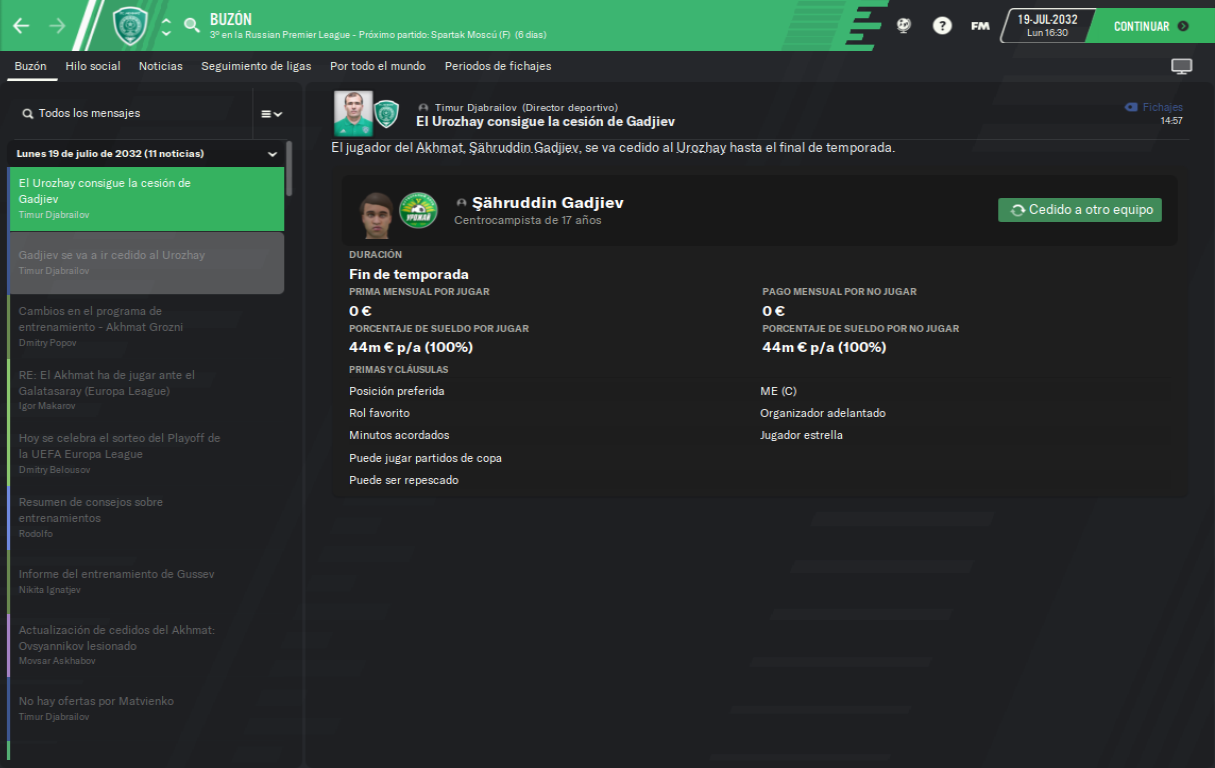 BUZÓN
3º en la Russian Premier League - Próximo partido: Spartak Moscú (F) (6 días)
FM
19-JUL-2032
Lun 16:30
CONTINUAR
Buzón Hilo social Noticias Seguimiento de ligas Por todo el mundo Periodos de fichajes
Todos los mensajes
Lunes 19 de julio de 2032 (11 noticias)
El Urozhay consigue la cesión de
Gadjiev
Timur Djabrailov
Gadjiev se va a ir cedido al Urozhay
Timur Djabrailov
Cambios en el programa de
entrenamiento - Akhmat Grozni
Dmitry Popov
RE: El Akhmat ha de jugar ante el
Galatasaray (Europa League)
Igor Makarov
Hoy se celebra el sorteo del Playoff de
la UEFA Europa League
Dmitry Belousov
Resumen de consejos sobre
entrenamientos
Rodolfo
Informe del entrenamiento de Gussev
Nikita Ignatjev
Actualización de cedidos del Akhmat:
Ovsyannikov lesionado
Movsar Askhabov
No hay ofertas por Matvienko
Timur Djabrailov
Timur Djabrailov (Director deportivo)
El Urozhay consigue la cesión de Gadjiev
Fichajes
14:57
El jugador del Akhmat, Şähruddin Gadjiev, se va cedido al Urozhay hasta el final de temporada.
УРОЖАЙ
Şähruddin Gadjiev
Centrocampista de 17 años
Cedido a otro equipo
DURACIÓN
Fin de temporada
PRIMA MENSUAL POR JUGAR PAGO MENSUAL POR NO JUGAR
0 € 0 €
PORCENTAJE DE SUELDO POR JUGAR PORCENTAJE DE SUELDO POR NO JUGAR
44m € p/a (100%) 44m € p/a (100%)
PRIMAS Y CLÁUSULAS
Posición preferida ME (C)
Rol favorito Organizador adelantado
Minutos acordados Jugador estrella
Puede jugar partidos de copa
Puede ser repescado